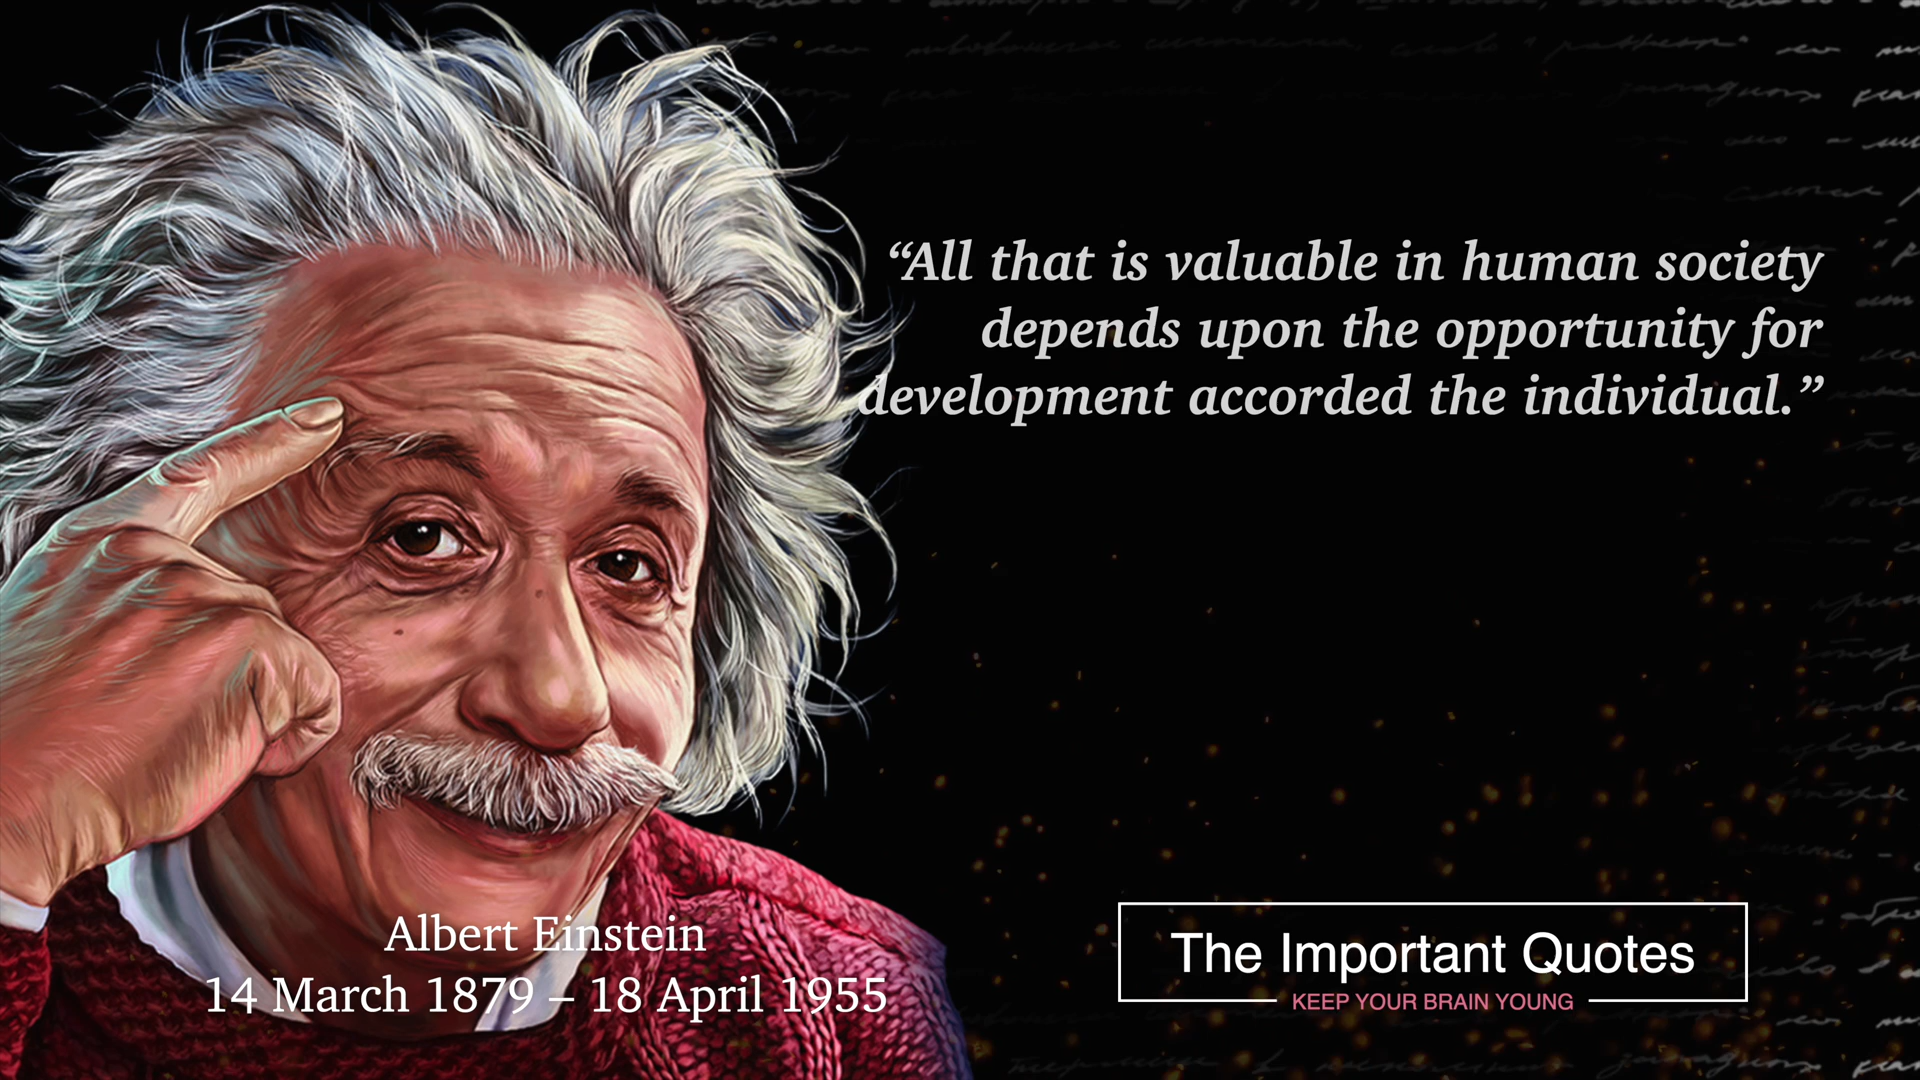 “All that is valuable in human society
depends upon the opportunity for
development accorded the individual.”
Albert Einstein
14 March 1879 – 18 April 1955
The Important Quotes
KEEP YOUR BRAIN YOUNG